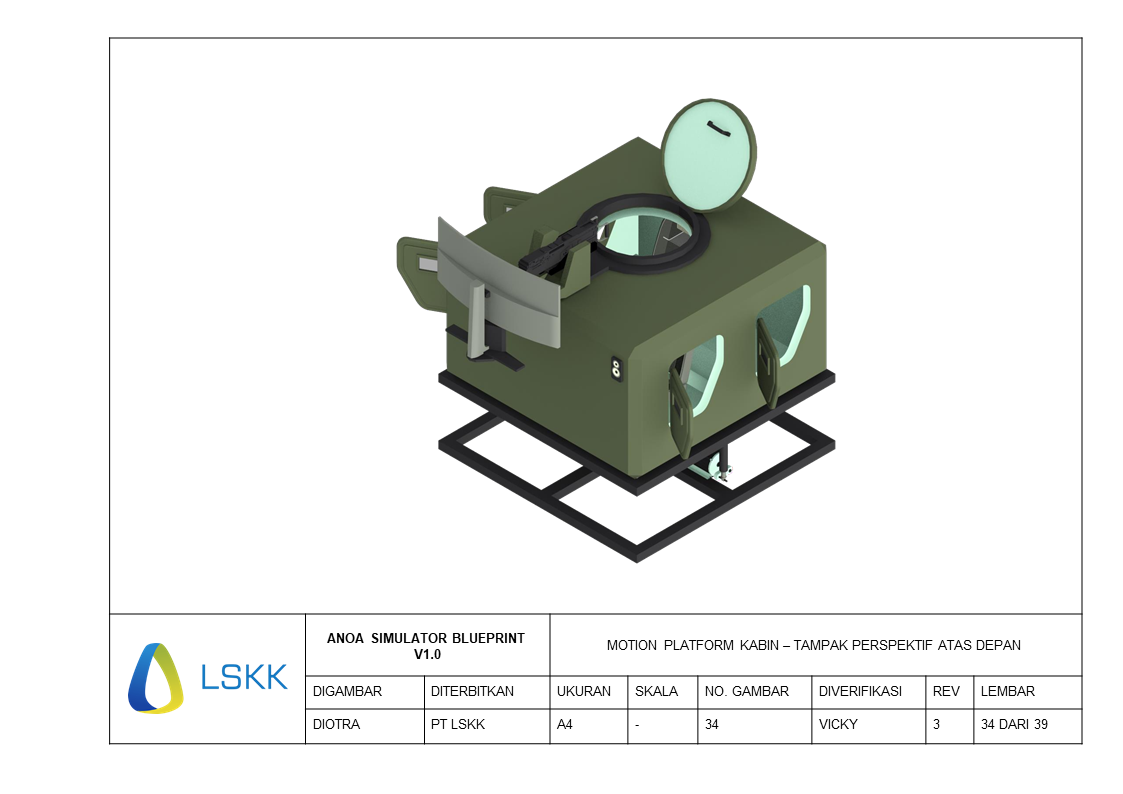 ANOA SIMULATOR BLUEPRINT
V1.0
MOTION PLATFORM KABIN – TAMPAK PERSPEKTIF ATAS DEPAN
LSKK
DIGAMBAR DITERBITKAN UKURAN SKALA NO. GAMBAR DIVERIFIKASI REV LEMBAR
DIOTRA PT LSKK A4 - 34 VICKY 3 34 DARI 39